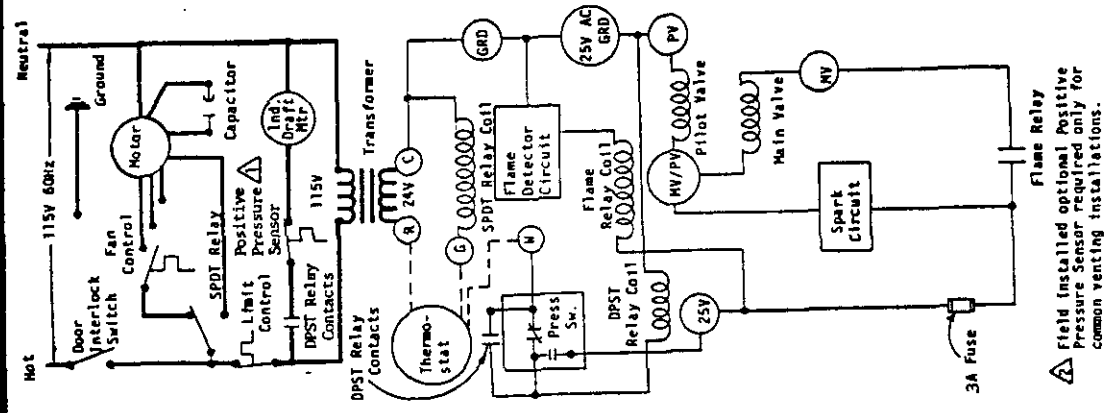 Hot
115V 60Hz
Neutral
Door
Interlock
Switch
Ground
Fan
Control
Motor
Capacitor
SPDT Relay
Limit
Control
Positive
Pressure
Sensor
Ind.
Draft
Mtr
DPST Relay
Contacts
115V
Transformer
24V
R
C
G
W
GRD
SPDT Relay Coil
Thermo-
stat
DPST Relay
Contacts
Press
Sw.
Flame
Detector
Circuit
25V AC
GRD
Flame
Relay Coil
DPST
Relay Coil
25V
PV
Pilot Valve
MV/PV
Main Valve
MV
Spark
Circuit
3A Fuse
Flame Relay
Field installed optional Positive
Pressure Sensor required only for
common venting installations.